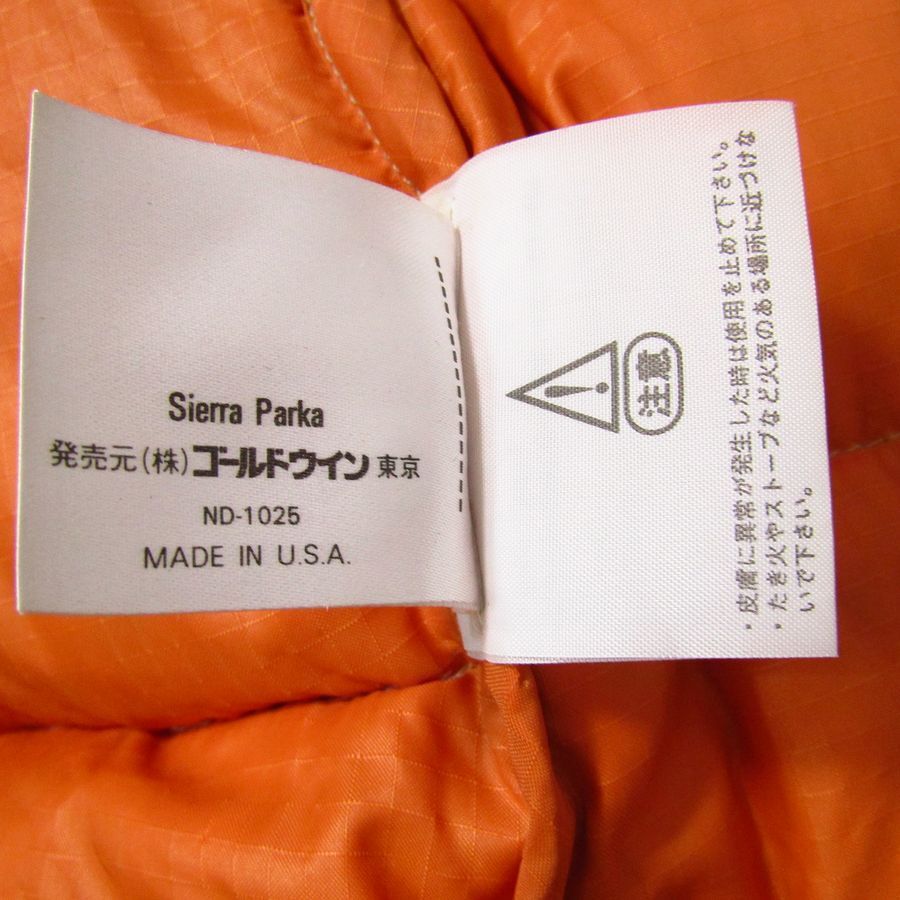 Sierra Parka
発売元(株)ゴールドウイン 東京
ND-1025
MADE IN U.S.A.
注意
・皮膚に異常が発生した時は使用を止めて下さい。
・たき火やストーブなど火気のある場所に近づけな
いで下さい。